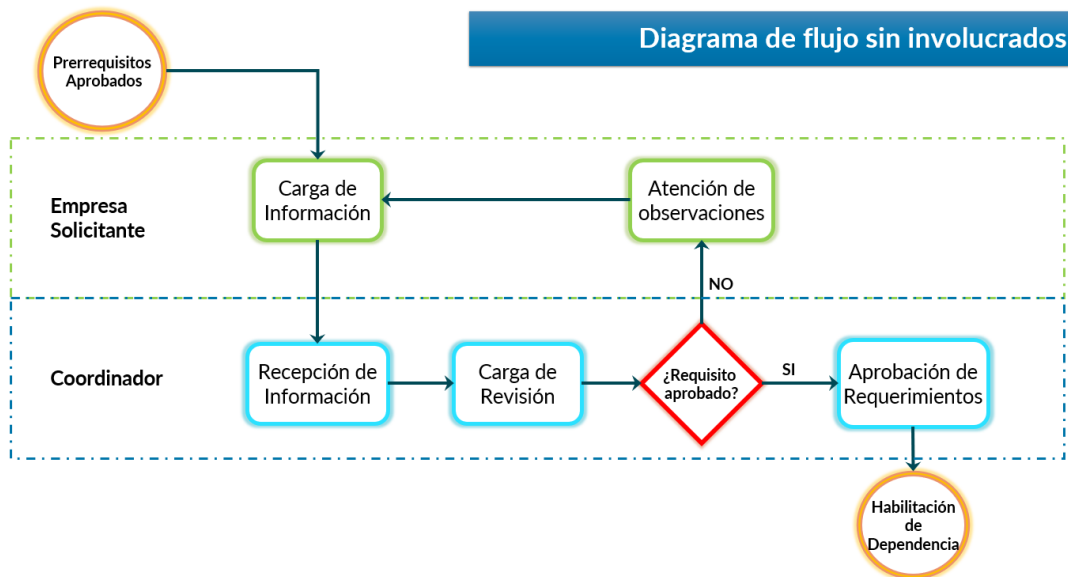 Diagrama de flujo sin involucrados
Prerrequisitos
Aprobados
Empresa
Solicitante
Carga de
Información
Atención de
observaciones
NO
Coordinador
Recepción de
Información
Carga de
Revisión
¿Requisito
aprobado?
SI
Aprobación de
Requerimientos
Habilitación
de
Dependencia